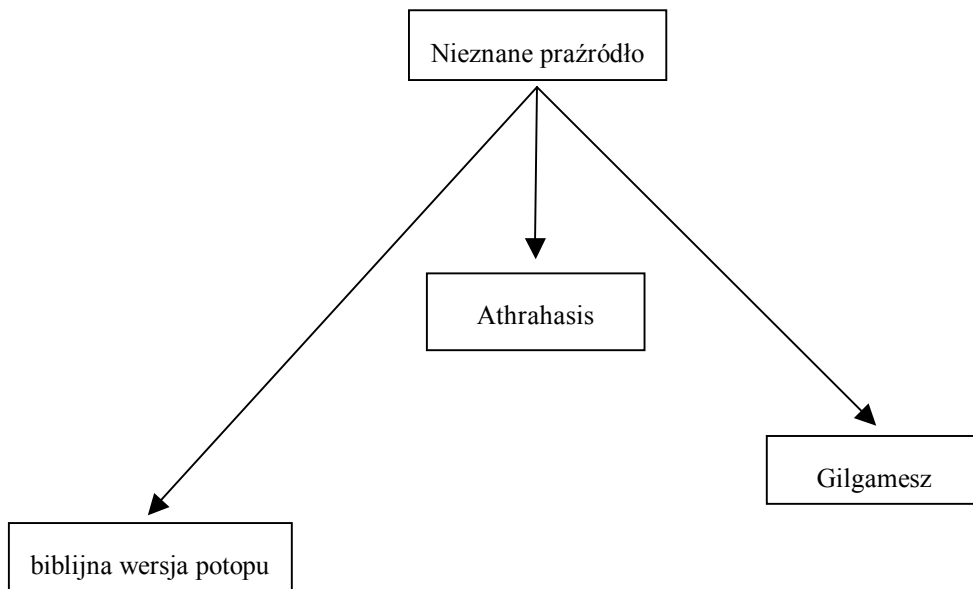 Nieznane praźródło
Athrahasis
Gilgamesz
biblijna wersja potopu